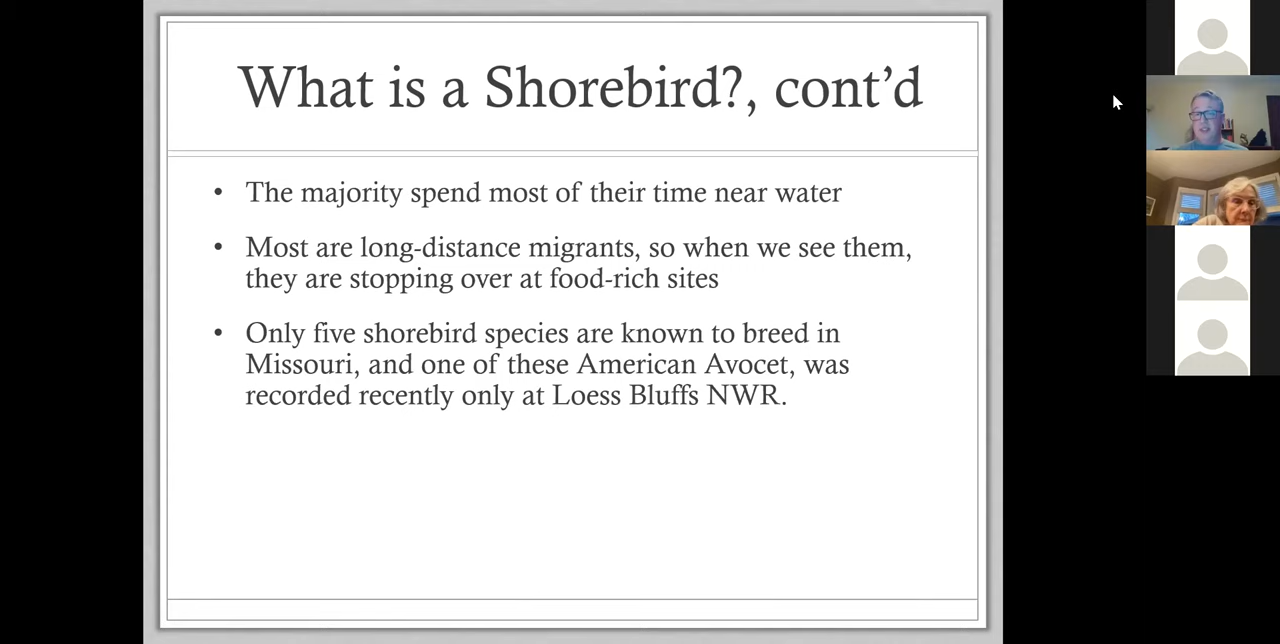 What is a Shorebird?, cont’d
• The majority spend most of their time near water
• Most are long-distance migrants, so when we see them,
they are stopping over at food-rich sites
• Only five shorebird species are known to breed in
Missouri, and one of these American Avocet, was
recorded recently only at Loess Bluffs NWR.